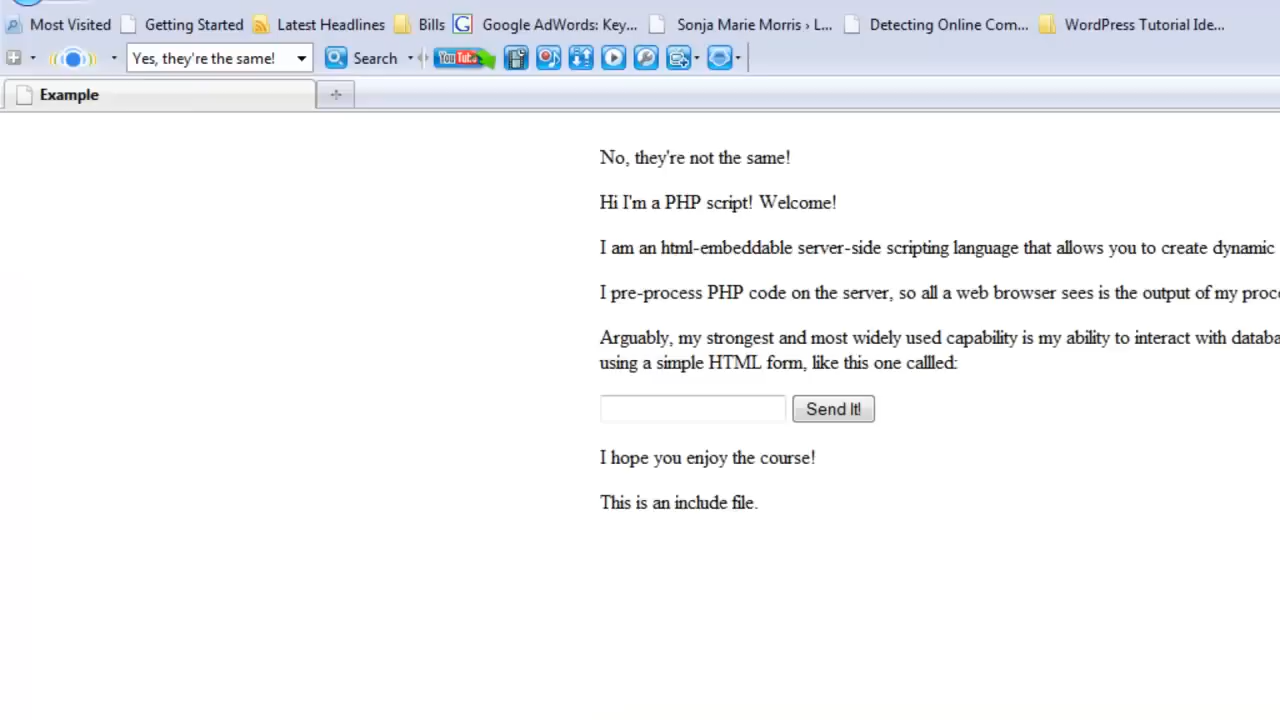 Most Visited Getting Started Latest Headlines Bills Google AdWords: Key... Sonja Marie Morris › L... Detecting Online Com... WordPress Tutorial Ide...
Yes, they're the same! Search YouTube
Example
No, they're not the same!
Hi I'm a PHP script! Welcome!
I am an html-embeddable server-side scripting language that allows you to create dynamic
I pre-process PHP code on the server, so all a web browser sees is the output of my proce
Arguably, my strongest and most widely used capability is my ability to interact with databa
using a simple HTML form, like this one callled:
Send It!
I hope you enjoy the course!
This is an include file.